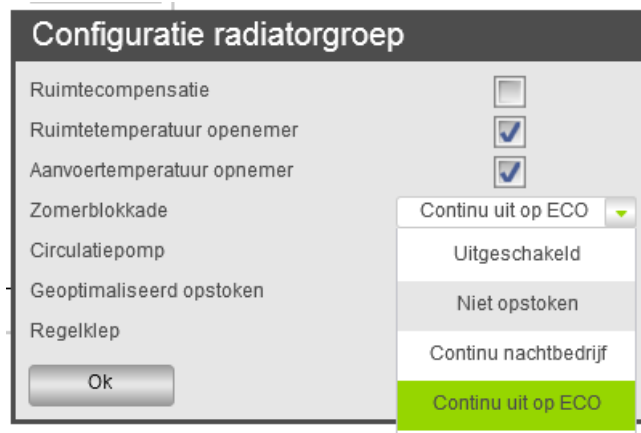 Configuratie radiatorgroep
Ruimtecompensatie
Ruimtetemperatuur openemer
Aanvoertemperatuur opnemer
Zomerblokkade Continu uit op ECO
Circulatiepomp Uitgeschakeld
Geoptimaliseerd opstoken Niet opstoken
Regelklep Continu nachtbedrijf
Ok Continu uit op ECO